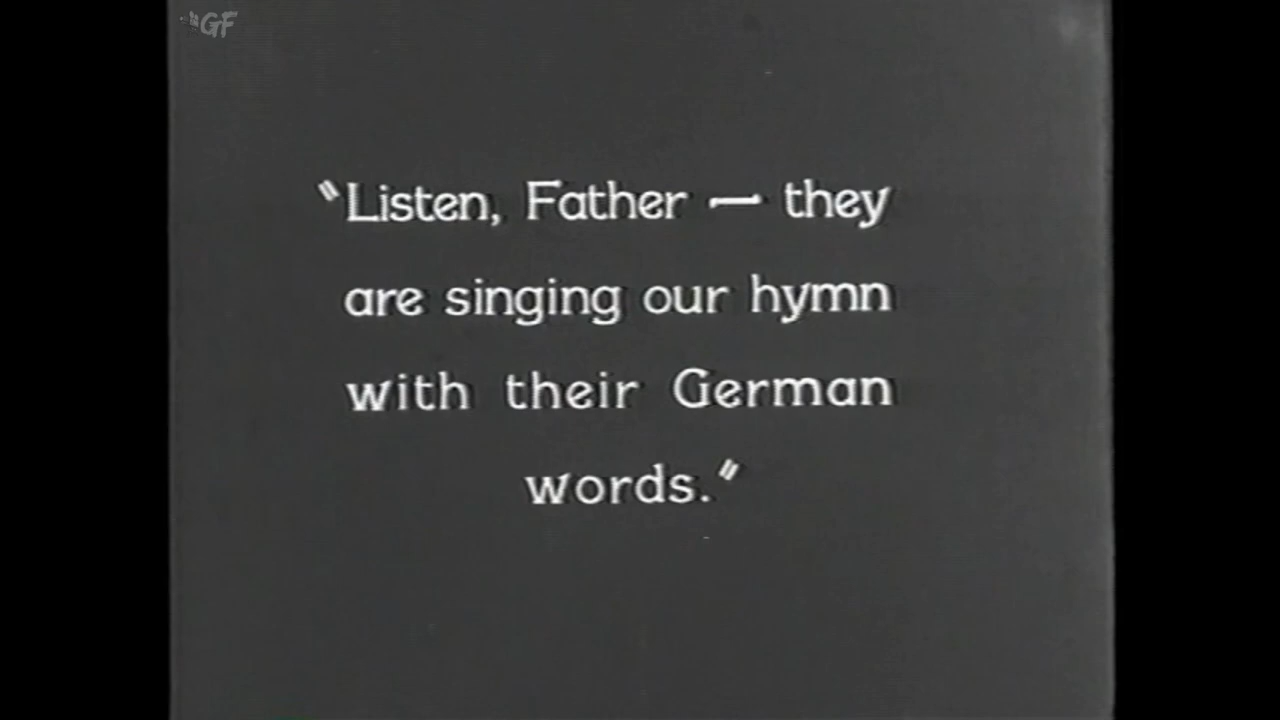 GF
"Listen, Father — they
are singing our hymn
with their German
words."